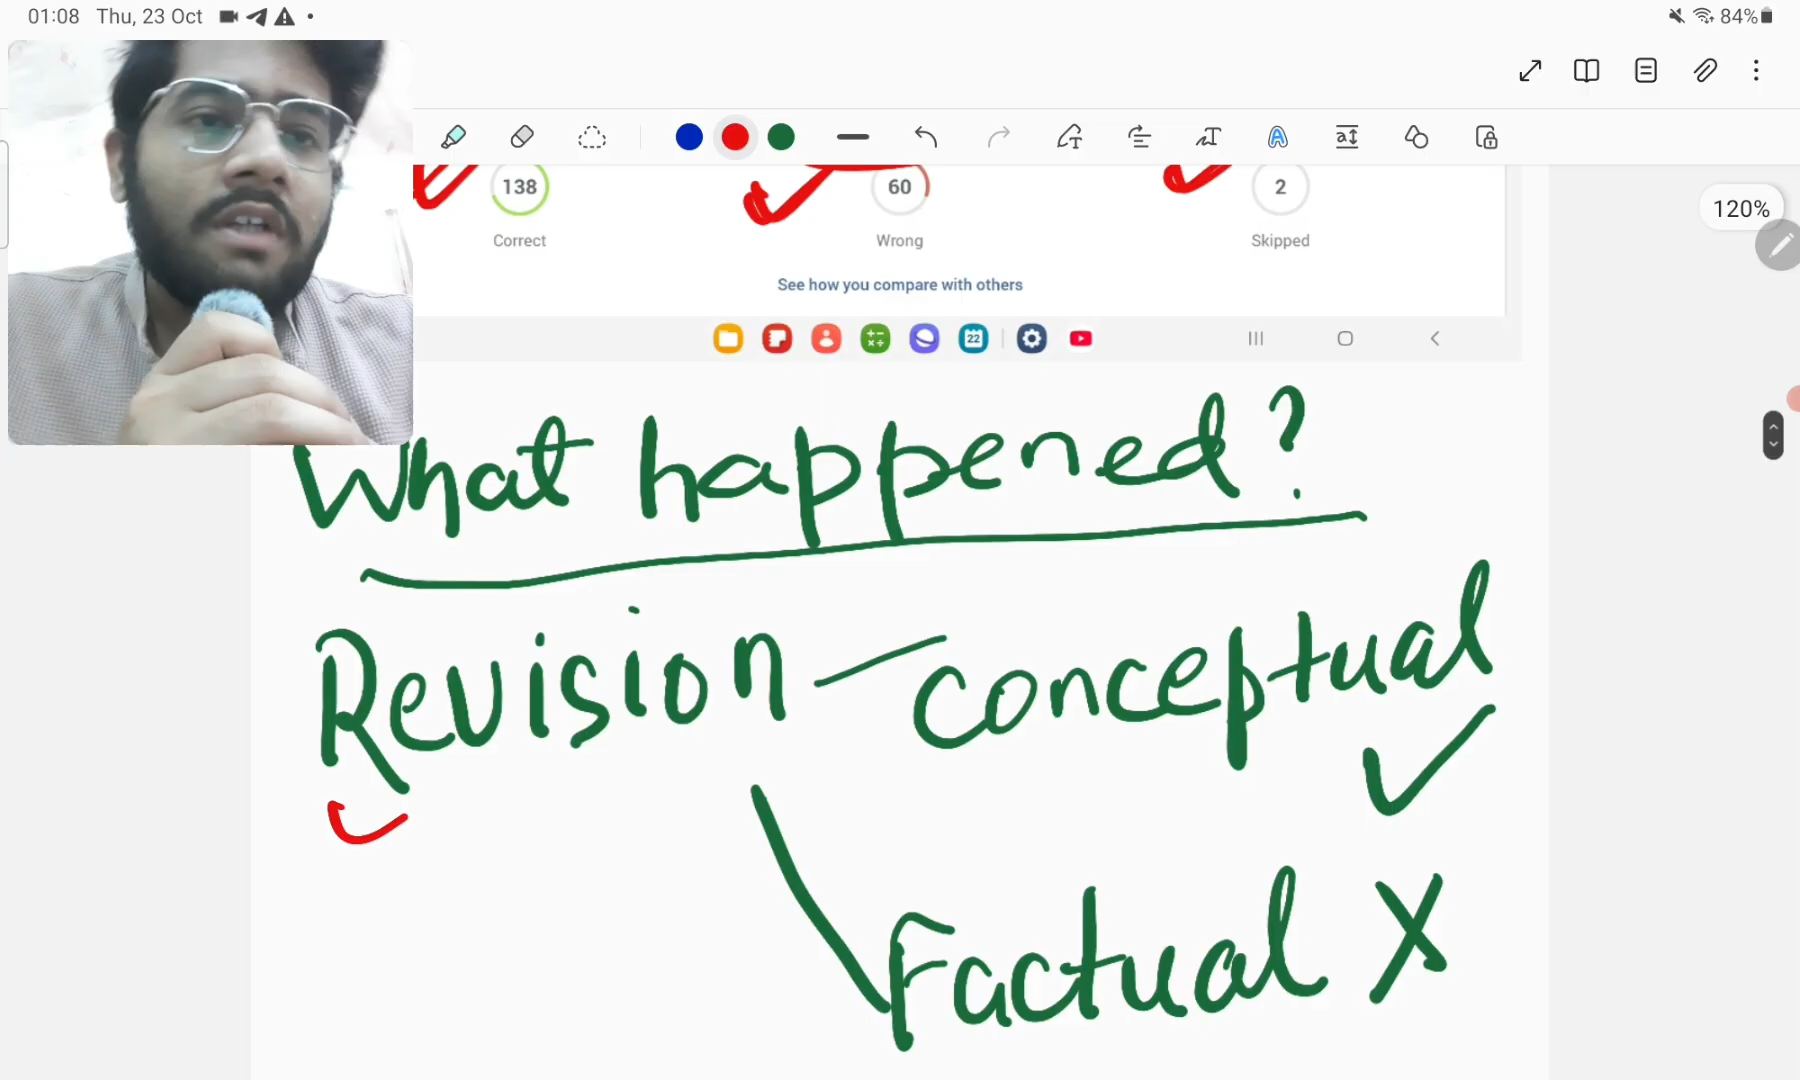 01:08 Thu, 23 Oct
84%
120%
138
60
2
Correct
Wrong
Skipped
See how you compare with others
22
What happened?
Revision - conceptual
Factual X